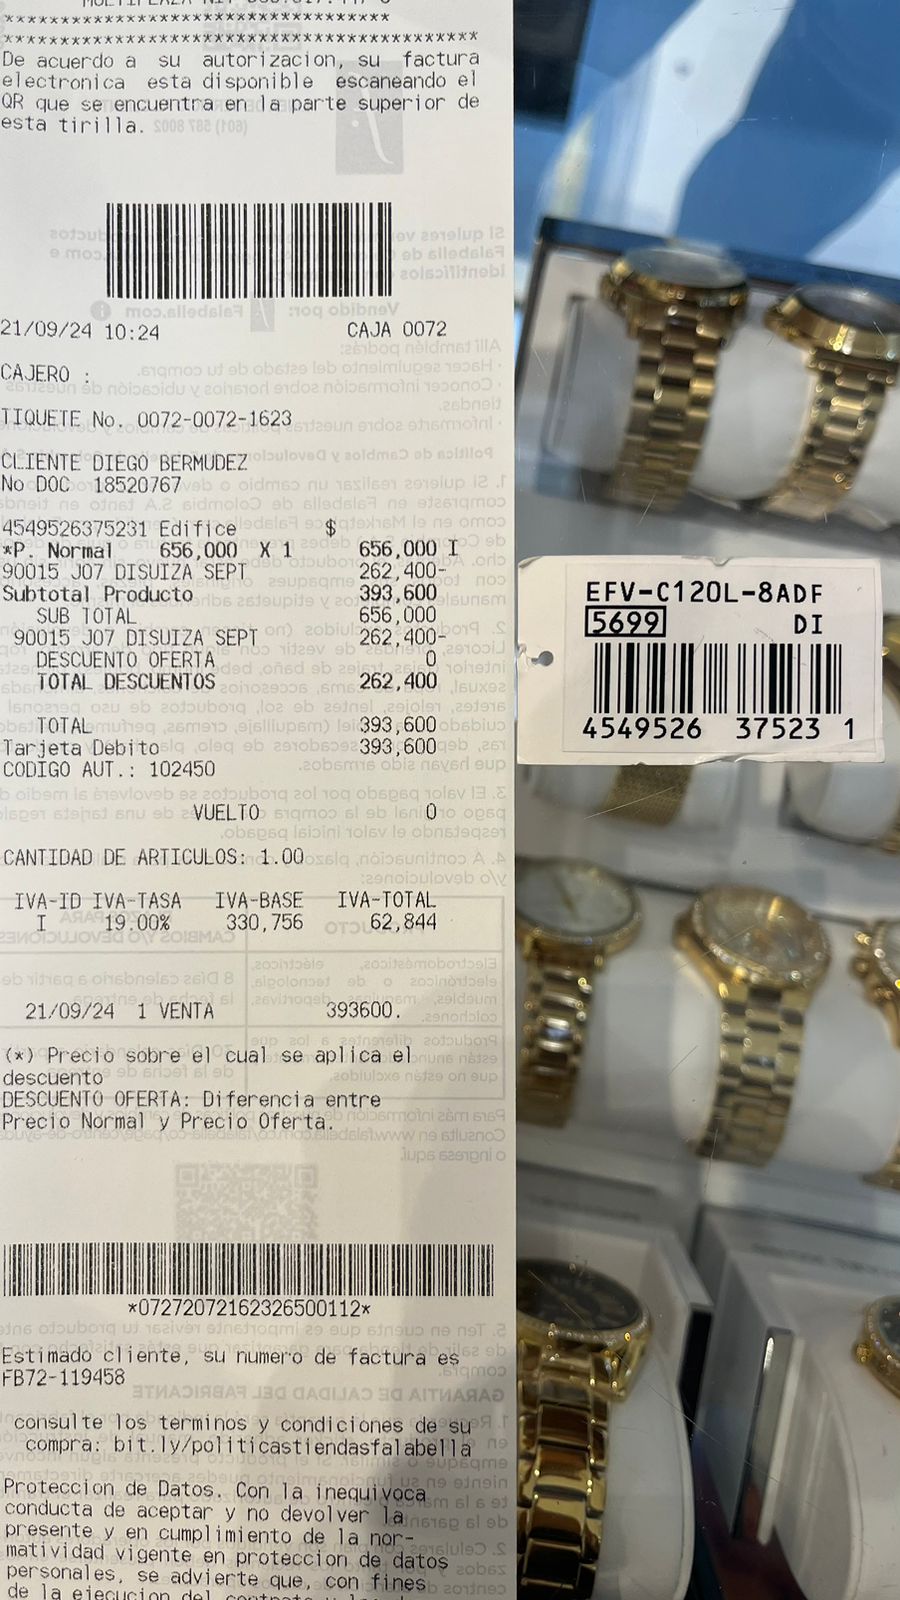 ****************************************
De acuerdo a su autorizacion, su factura
electronica esta disponible escaneando el
QR que se encuentra en la parte superior de
esta tirilla.
21/09/24 10:24 CAJA 0072
CAJERO :
TIQUETE No. 0072-0072-1623
CLIENTE DIEGO BERMUDEZ
No DOC 18520767
4549526375231 Edifice $
*P. Normal 656,000 X 1 656,000 I
90015 J07 DISUIZA SEPT 262,400-
Subtotal Producto 393,600
SUB TOTAL 656,000
90015 J07 DISUIZA SEPT 262,400-
DESCUENTO OFERTA 0
TOTAL DESCUENTOS 262,400
TOTAL 393,600
Tarjeta Debito 393,600
CODIGO AUT.: 102450
VUELTO 0
CANTIDAD DE ARTICULOS: 1.00
IVA-ID IVA-TASA IVA-BASE IVA-TOTAL
I 19.00% 330,756 62,844
21/09/24 1 VENTA 393600.
(*) Precio sobre el cual se aplica el
descuento
DESCUENTO OFERTA: Diferencia entre
Precio Normal y Precio Oferta.
*07272072162326500112*
Estimado cliente, su numero de factura es
FB72-119458
consulte los terminos y condiciones de su
compra: bit.ly/politicastiendasfalabella
Proteccion de Datos. Con la inequivoca
conducta de aceptar y no devolver la
presente y en cumplimiento de la nor-
matividad vigente en proteccion de datos
personales, se advierte que, con fines
EFV-C120L-8ADF
5699 DI
4549526 37523 1